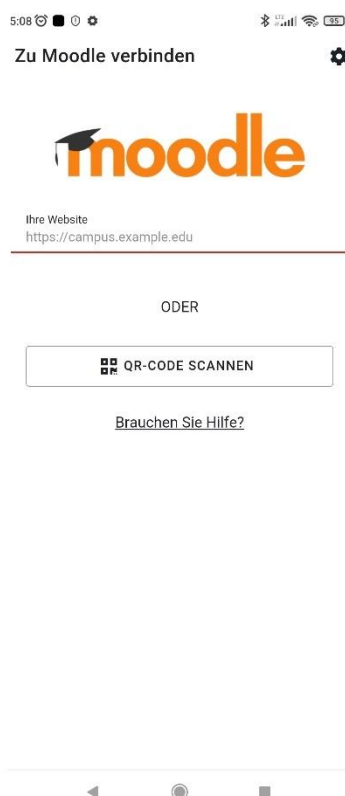 5:08
LTE
95
Zu Moodle verbinden
moodle
Ihre Website
https://campus.example.edu
ODER
QR-CODE SCANNEN
Brauchen Sie Hilfe?